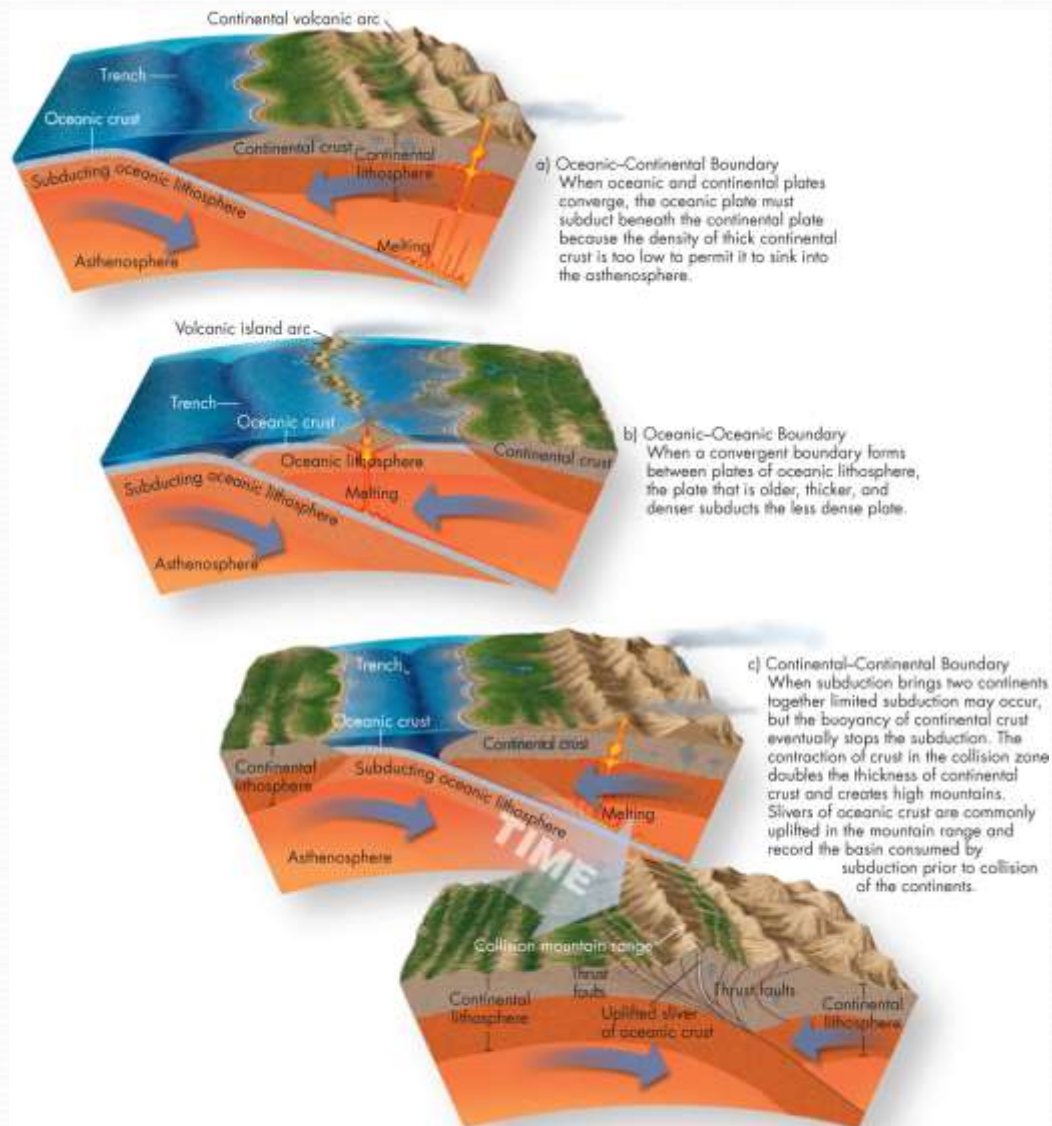 Continental volcanic arc
Trench
Oceanic crust
Continental crust
Continental
lithosphere
Subducting oceanic lithosphere
Melting
Asthenosphere
a) Oceanic–Continental Boundary
When oceanic and continental plates
converge, the oceanic plate must
subduct beneath the continental plate
because the density of thick continental
crust is too low to permit it to sink into
the asthenosphere.
Volcanic island arc
Trench
Oceanic crust
Oceanic lithosphere
Continental crust
Subducting oceanic lithosphere
Melting
Asthenosphere
b) Oceanic–Oceanic Boundary
When a convergent boundary forms
between plates of oceanic lithosphere,
the plate that is older, thicker, and
denser subducts the less dense plate.
Trench
Oceanic crust
Continental crust
Continental
lithosphere
Subducting oceanic lithosphere
Melting
Asthenosphere
TIME
c) Continental–Continental Boundary
When subduction brings two continents
together limited subduction may occur,
but the buoyancy of continental crust
eventually stops the subduction. The
contraction of crust in the collision zone
doubles the thickness of continental
crust and creates high mountains.
Slivers of oceanic crust are commonly
uplifted in the mountain range and
record the basin consumed by
subduction prior to collision
of the continents.
Collision mountain range
Thrust
faults
Thrust faults
Continental
lithosphere
Uplifted sliver
of oceanic crust
Continental
lithosphere